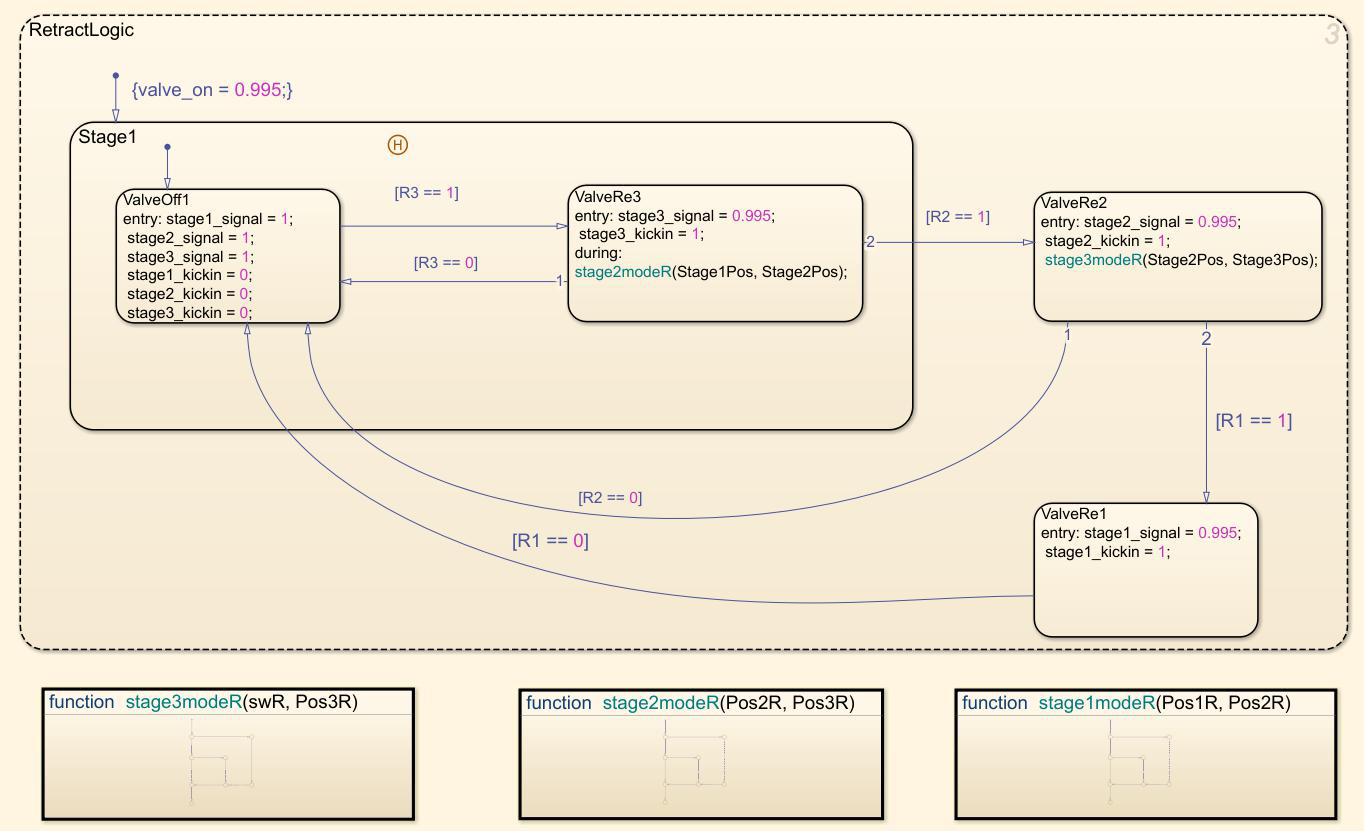 RetractLogic
3
{valve_on = 0.995;}
Stage1
H
ValveOff1
entry: stage1_signal = 1;
stage2_signal = 1;
stage3_signal = 1;
stage1_kickin = 0;
stage2_kickin = 0;
stage3_kickin = 0;
[R3 == 1]
[R3 == 0]
1
ValveRe3
entry: stage3_signal = 0.995;
stage3_kickin = 1;
during:
stage2modeR(Stage1Pos, Stage2Pos);
2
[R2 == 1]
ValveRe2
entry: stage2_signal = 0.995;
stage2_kickin = 1;
stage3modeR(Stage2Pos, Stage3Pos);
1
2
[R1 == 1]
[R2 == 0]
[R1 == 0]
ValveRe1
entry: stage1_signal = 0.995;
stage1_kickin = 1;
function stage3modeR(swR, Pos3R)
function stage2modeR(Pos2R, Pos3R)
function stage1modeR(Pos1R, Pos2R)